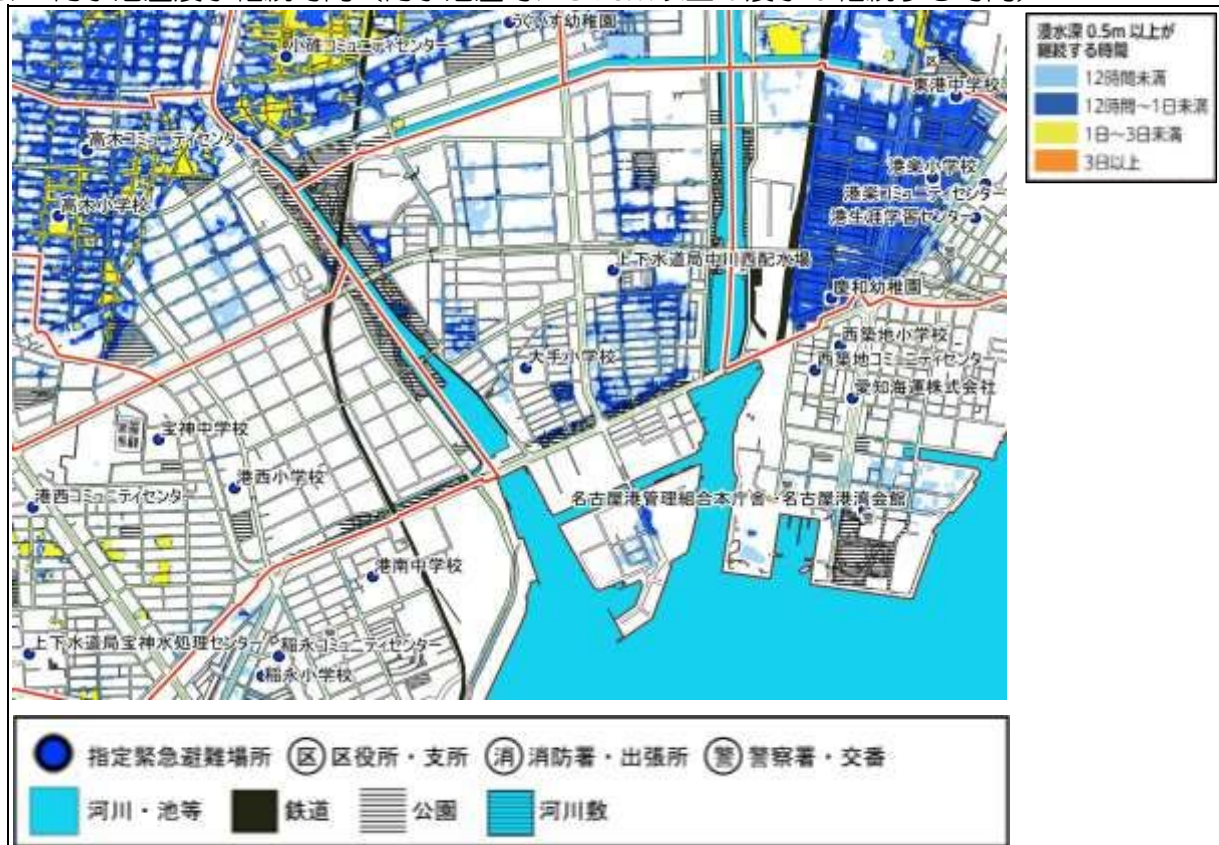 うぐいす幼稚園
小碓コミュニティセンター
区
東港中学校
高木コミュニティセンター
港楽小学校
港楽コミュニティセンター
港生涯学習センター
高木小学校
上下水道局中川西配水場
慶和幼稚園
西築地小学校
西築地コミュニティセンター
大手小学校
愛知海運株式会社
宝神中学校
港西小学校
港西コミュニティセンター
名古屋港管理組合本庁舎・名古屋港湾会館
港南中学校
上下水道局宝神水処理センター
稲永コミュニティセンター
稲永小学校
浸水深 0.5m 以上が
継続する時間
12時間未満
12時間～1日未満
1日～3日未満
3日以上
指定緊急避難場所 区 区役所・支所 消 消防署・出張所 警 警察署・交番
河川・池等 鉄道 公園 河川敷